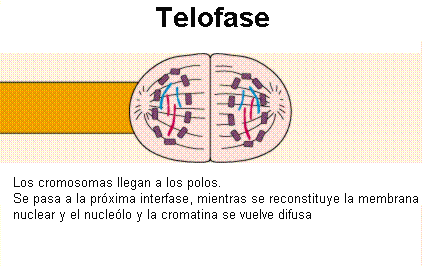 Telofase
Los cromosomas llegan a los polos.
Se pasa a la próxima interfase, mientras se reconstituye la membrana
nuclear y el nucleólo y la cromatina se vuelve difusa